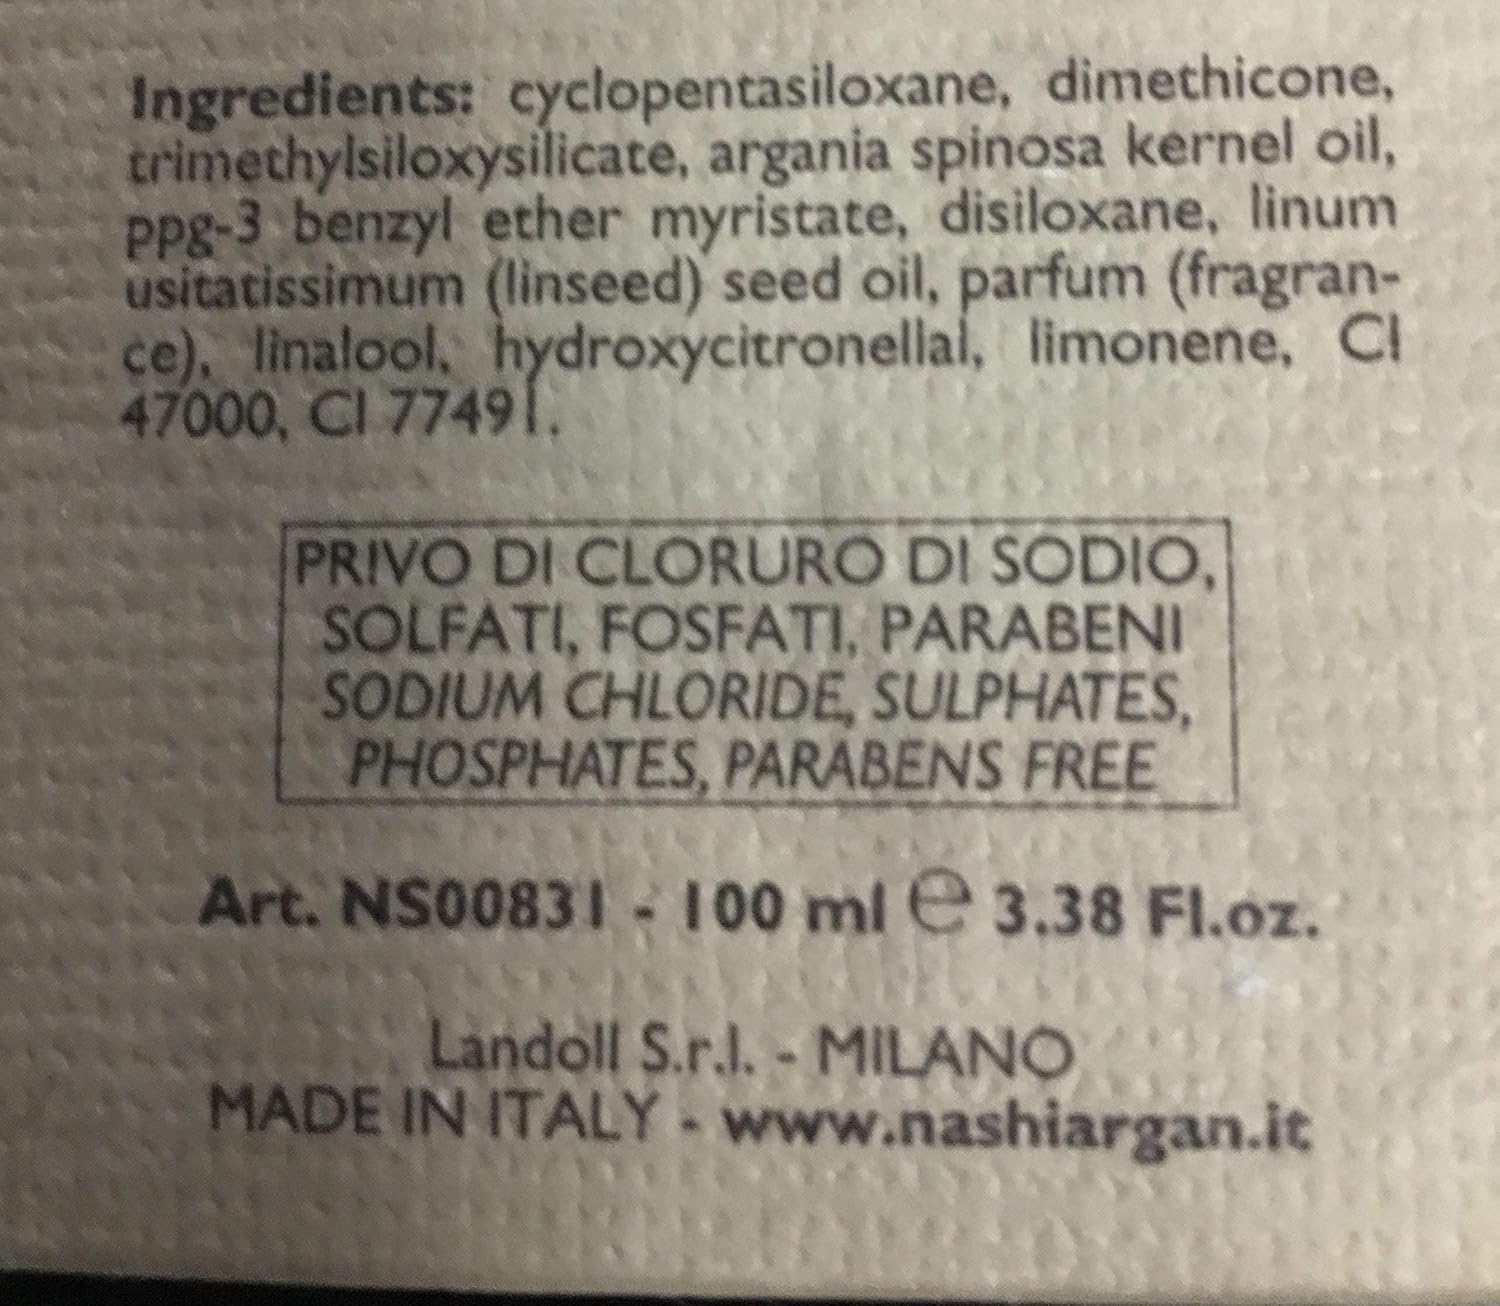 Ingredients: cyclopentasiloxane, dimethicone,
trimethylsiloxysilicate, argania spinosa kernel oil,
ppg-3 benzyl ether myristate, disiloxane, linum
usitatissimum (linseed) seed oil, parfum (fragran-
ce), linalool, hydroxycitronellal, limonene, CI
47000, CI 77491.
PRIVO DI CLORURO DI SODIO,
SOLFATI, FOSFATI, PARABENI
SODIUM CHLORIDE, SULPHATES,
PHOSPHATES, PARABENS FREE
Art. NS00831 - 100 ml ℮ 3.38 Fl.oz.
Landoll S.r.l. - MILANO
MADE IN ITALY - www.nashiargan.it